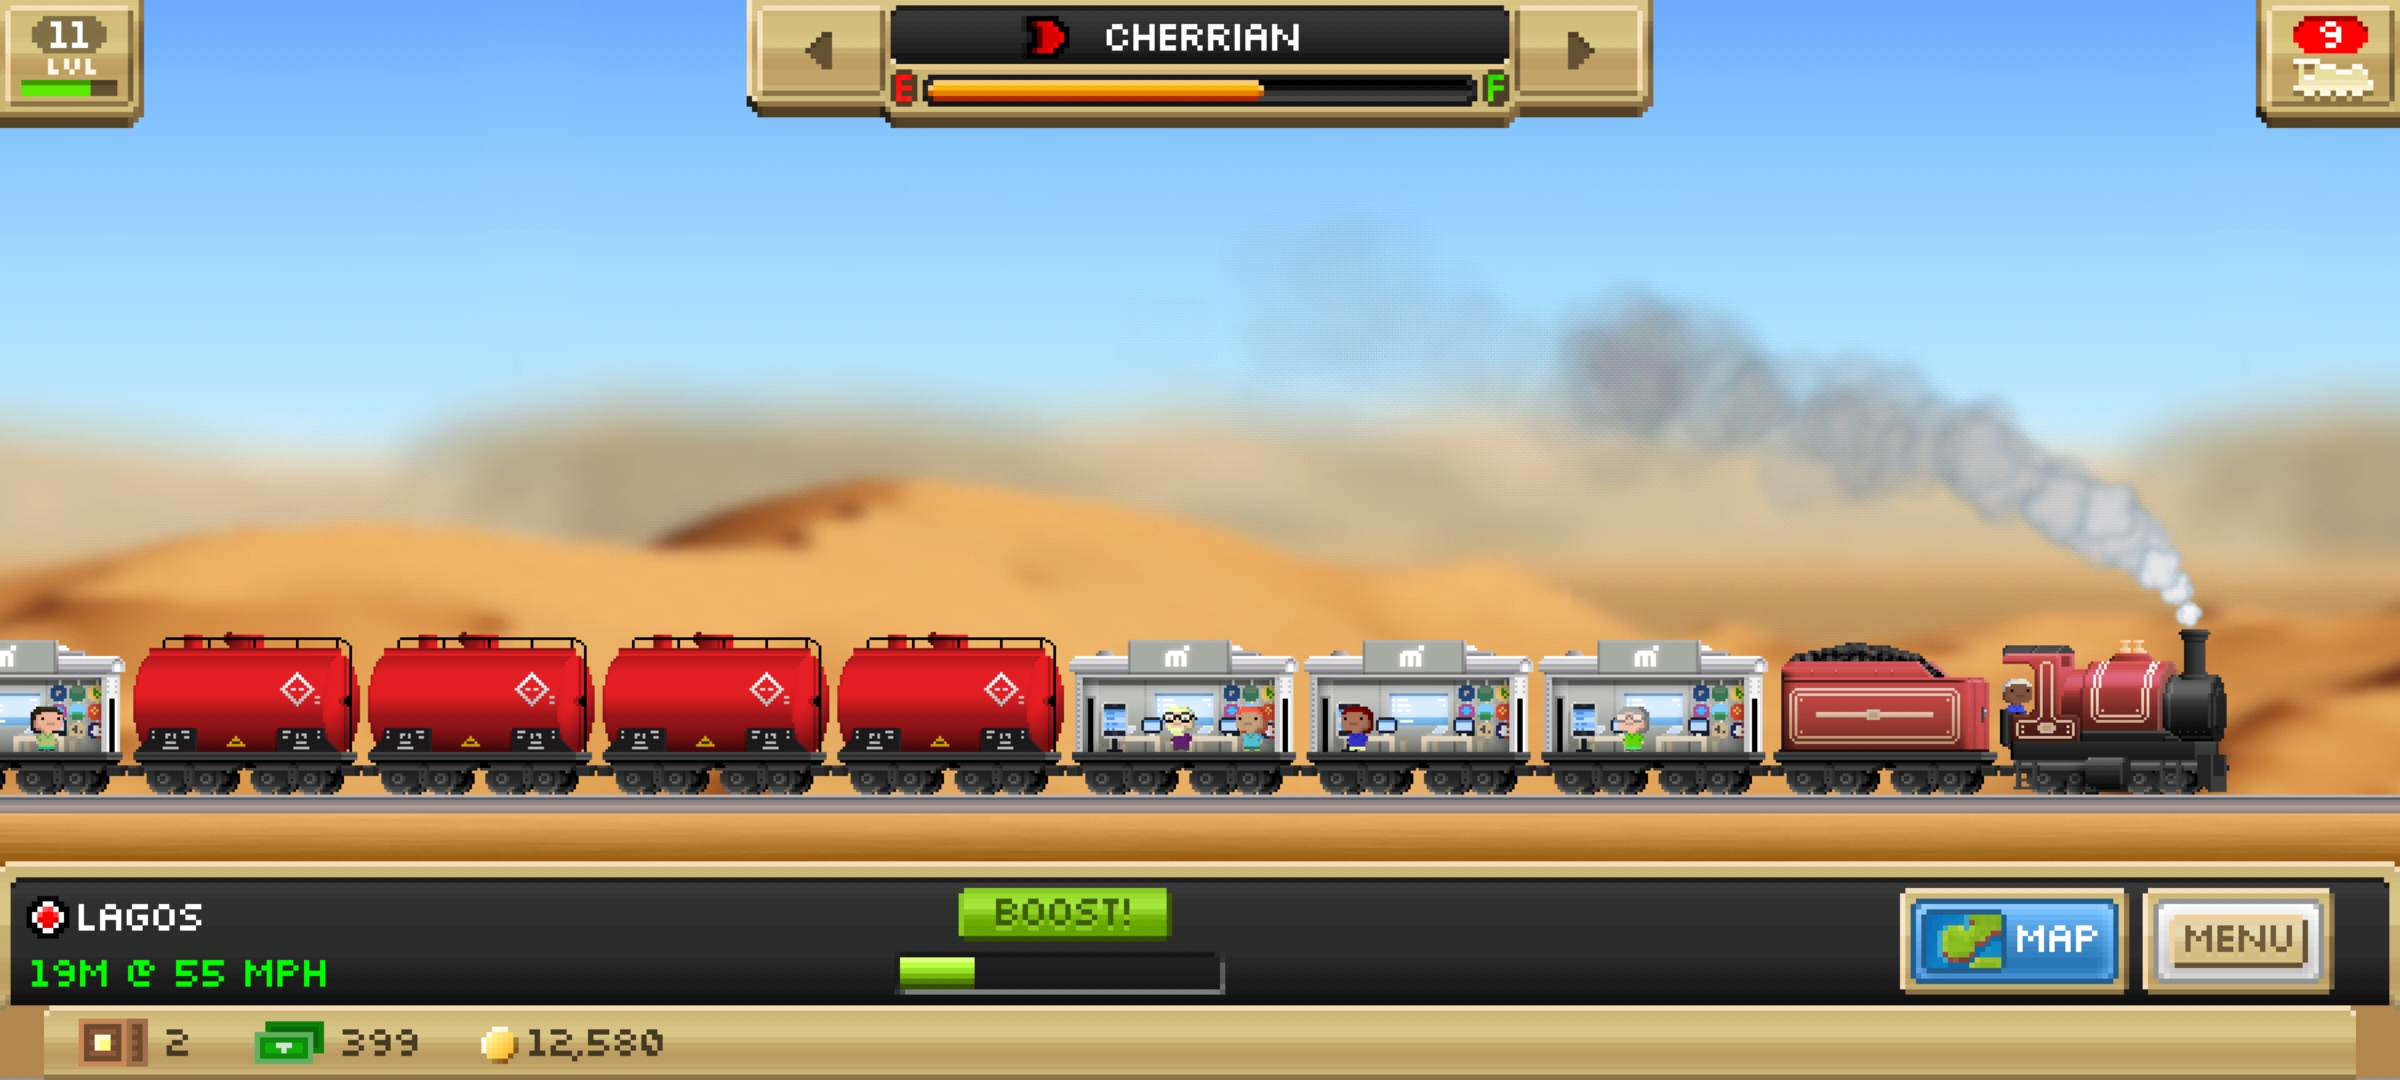 11
LVL
CHERRIAN
E F
9
m m m m
LAGOS
19M @ 55 MPH
BOOST!
MAP
MENU
2
399
12,580